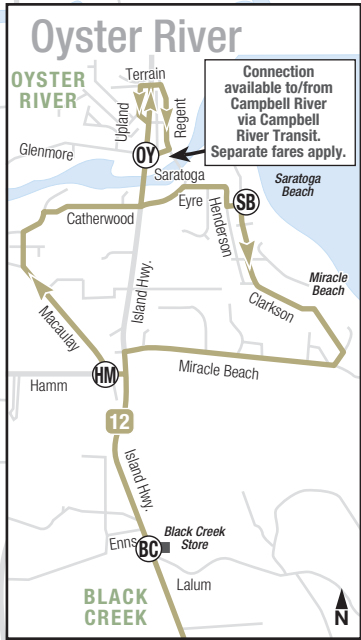 Oyster River
OYSTER
RIVER
Terrain
Upland
Regent
Connection
available to/from
Campbell River
via Campbell
River Transit.
Separate fares apply.
Glenmore
OY
Saratoga
Saratoga
Beach
Eyre
SB
Henderson
Catherwood
Miracle
Beach
Island Hwy.
Clarkson
Macaulay
Miracle Beach
HM
Hamm
12
Island Hwy.
Black Creek
Store
Enns
BC
Lalum
BLACK
CREEK
N